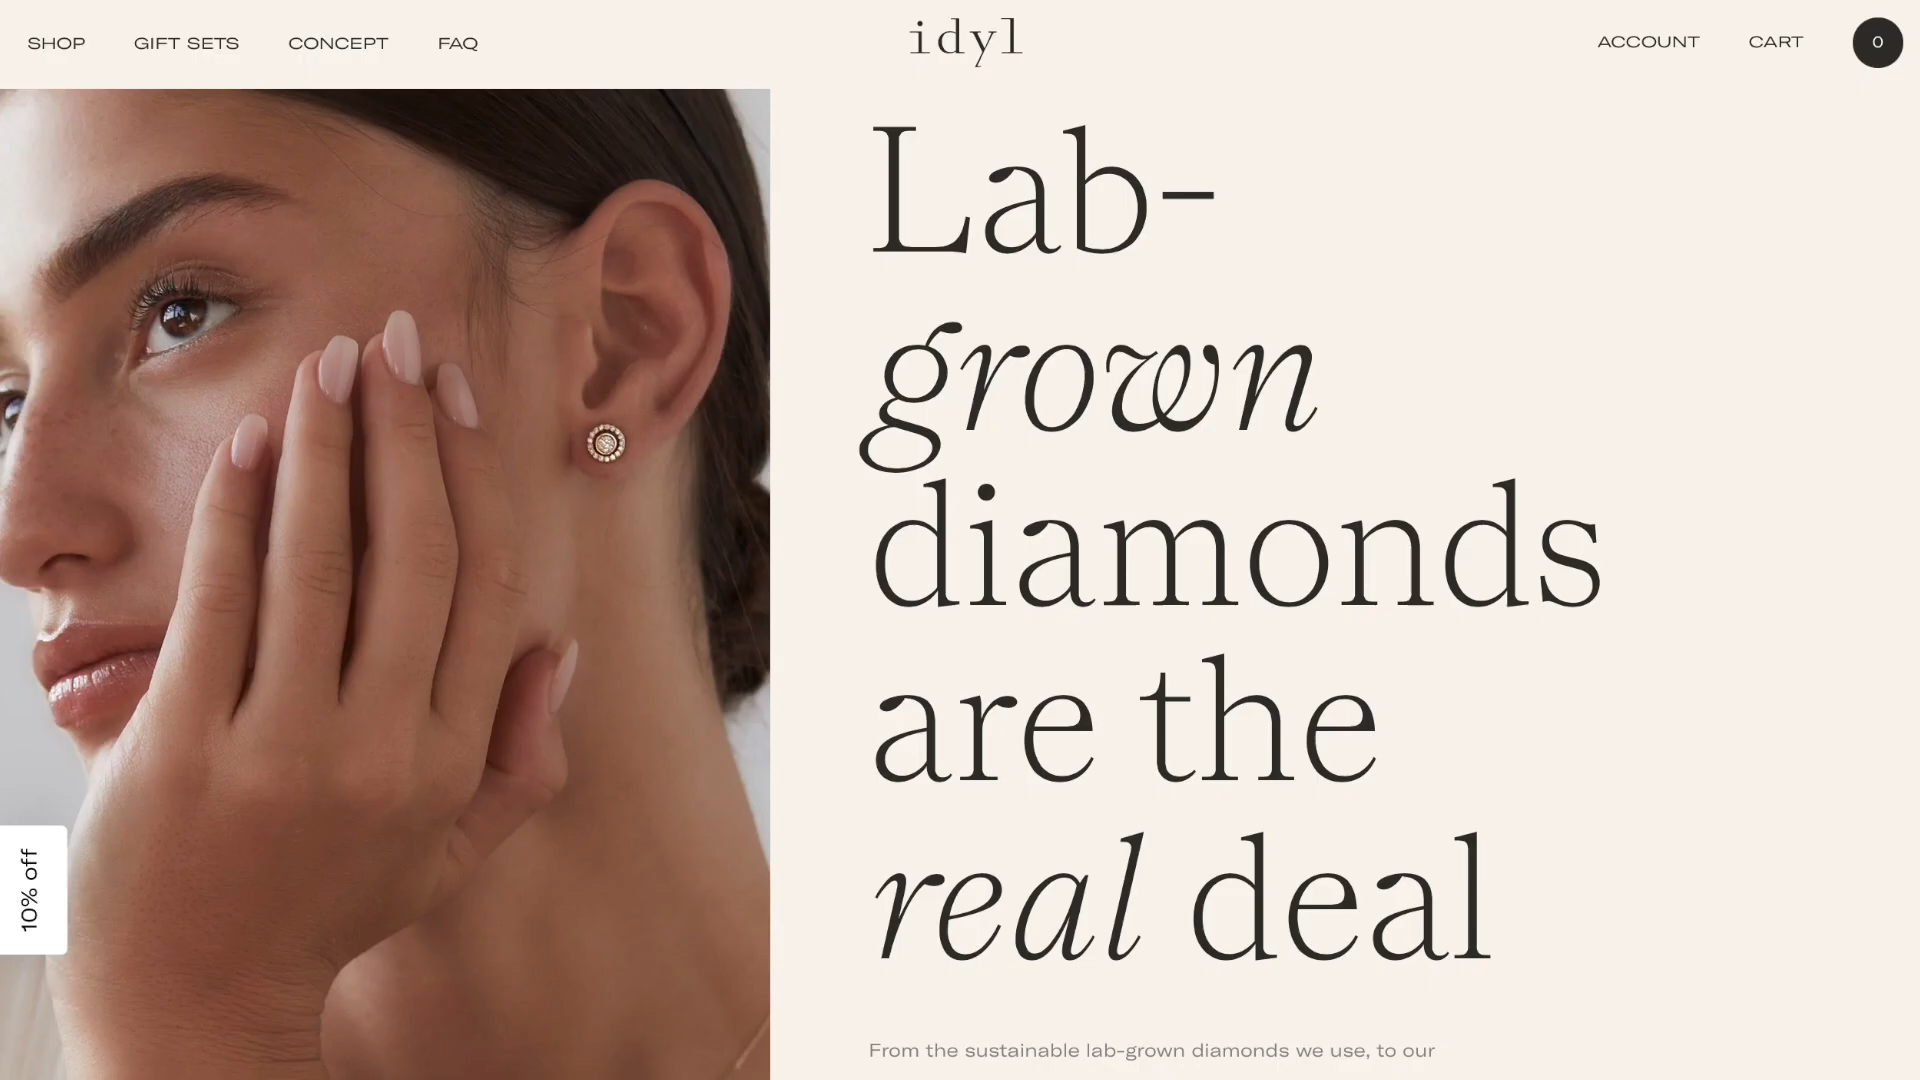 SHOP GIFT SETS CONCEPT FAQ
idyl
ACCOUNT CART 0
Lab-
grown
diamonds
are the
real deal
10% off
From the sustainable lab-grown diamonds we use, to our